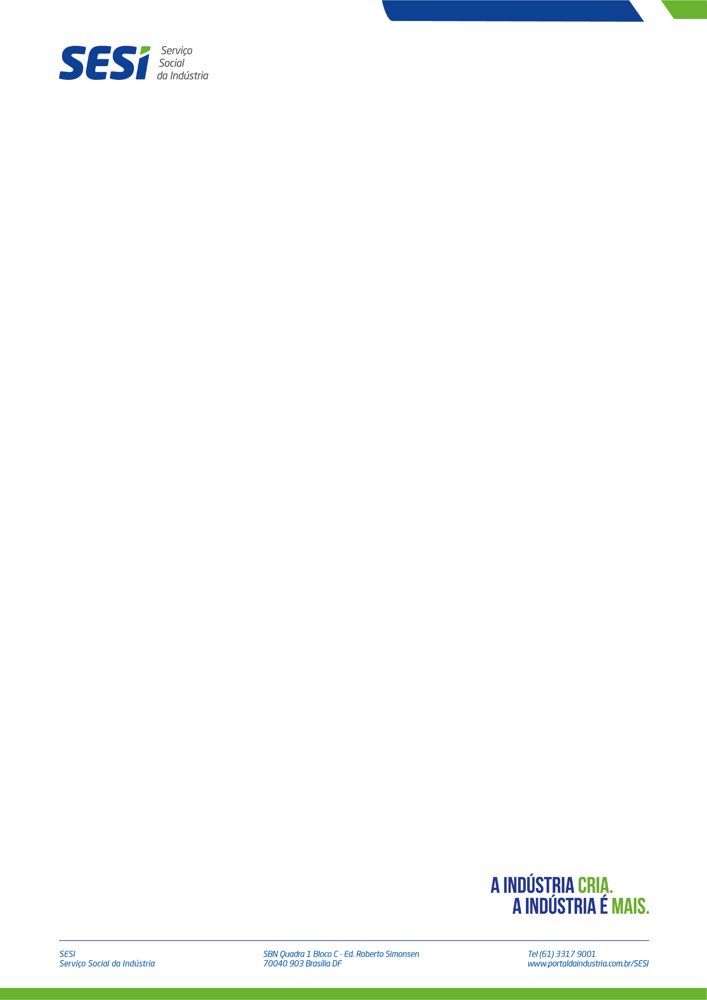 SESI
Serviço
Social
da Indústria
A INDÚSTRIA CRIA.
A INDÚSTRIA É MAIS.
SESI
Serviço Social da Indústria
SBN Quadra 1 Bloco C - Ed. Roberto Simonsen
70040 903 Brasília DF
Tel (61) 3317 9001
www.portaldaindustria.com.br/SESI